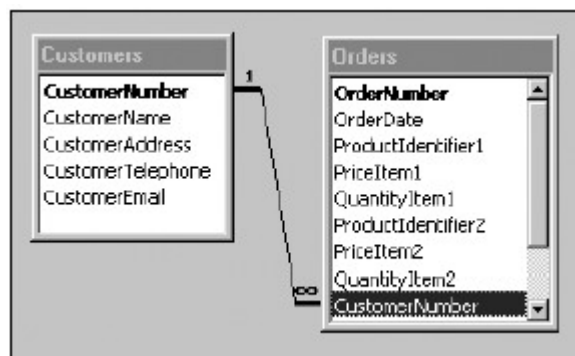 Customers
CustomerNumber
CustomerName
CustomerAddress
CustomerTelephone
CustomerEmail
1
∞
Orders
OrderNumber
OrderDate
ProductIdentifier1
PriceItem1
QuantityItem1
ProductIdentifier2
PriceItem2
QuantityItem2
CustomerNumber